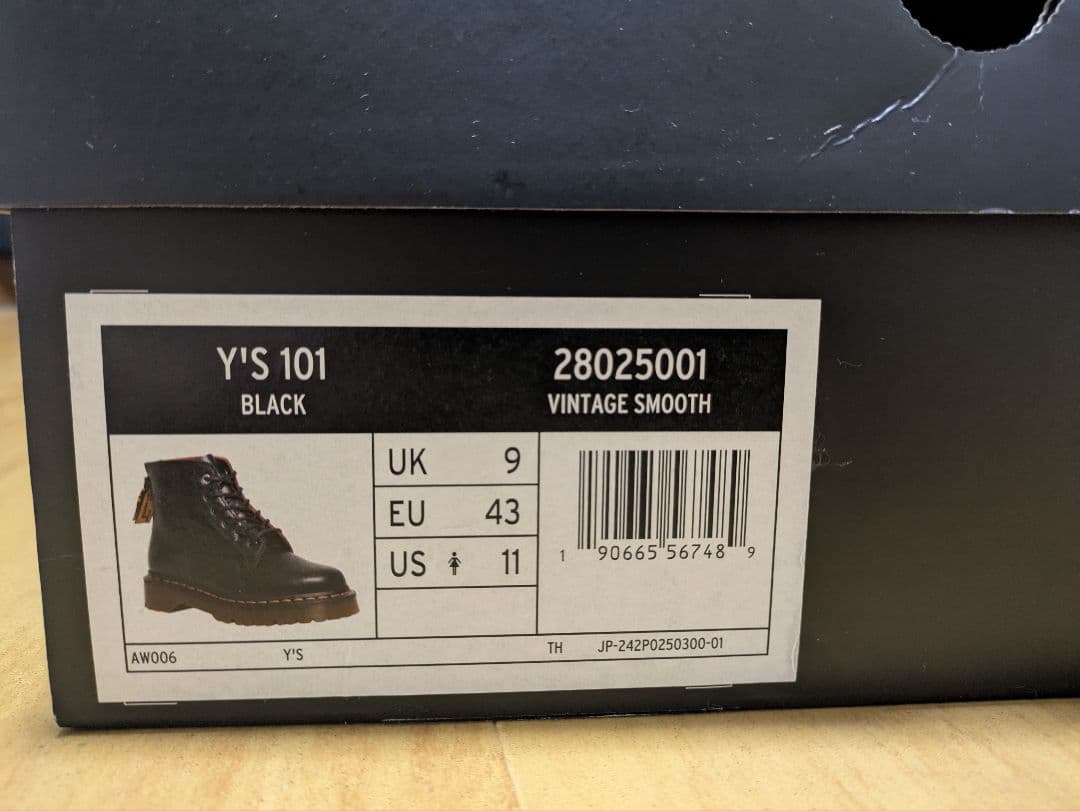 Y'S 101
BLACK
28025001
VINTAGE SMOOTH
UK 9
EU 43
US 11
1 90665 56748 9
AW006 Y'S TH JP-242P0250300-01